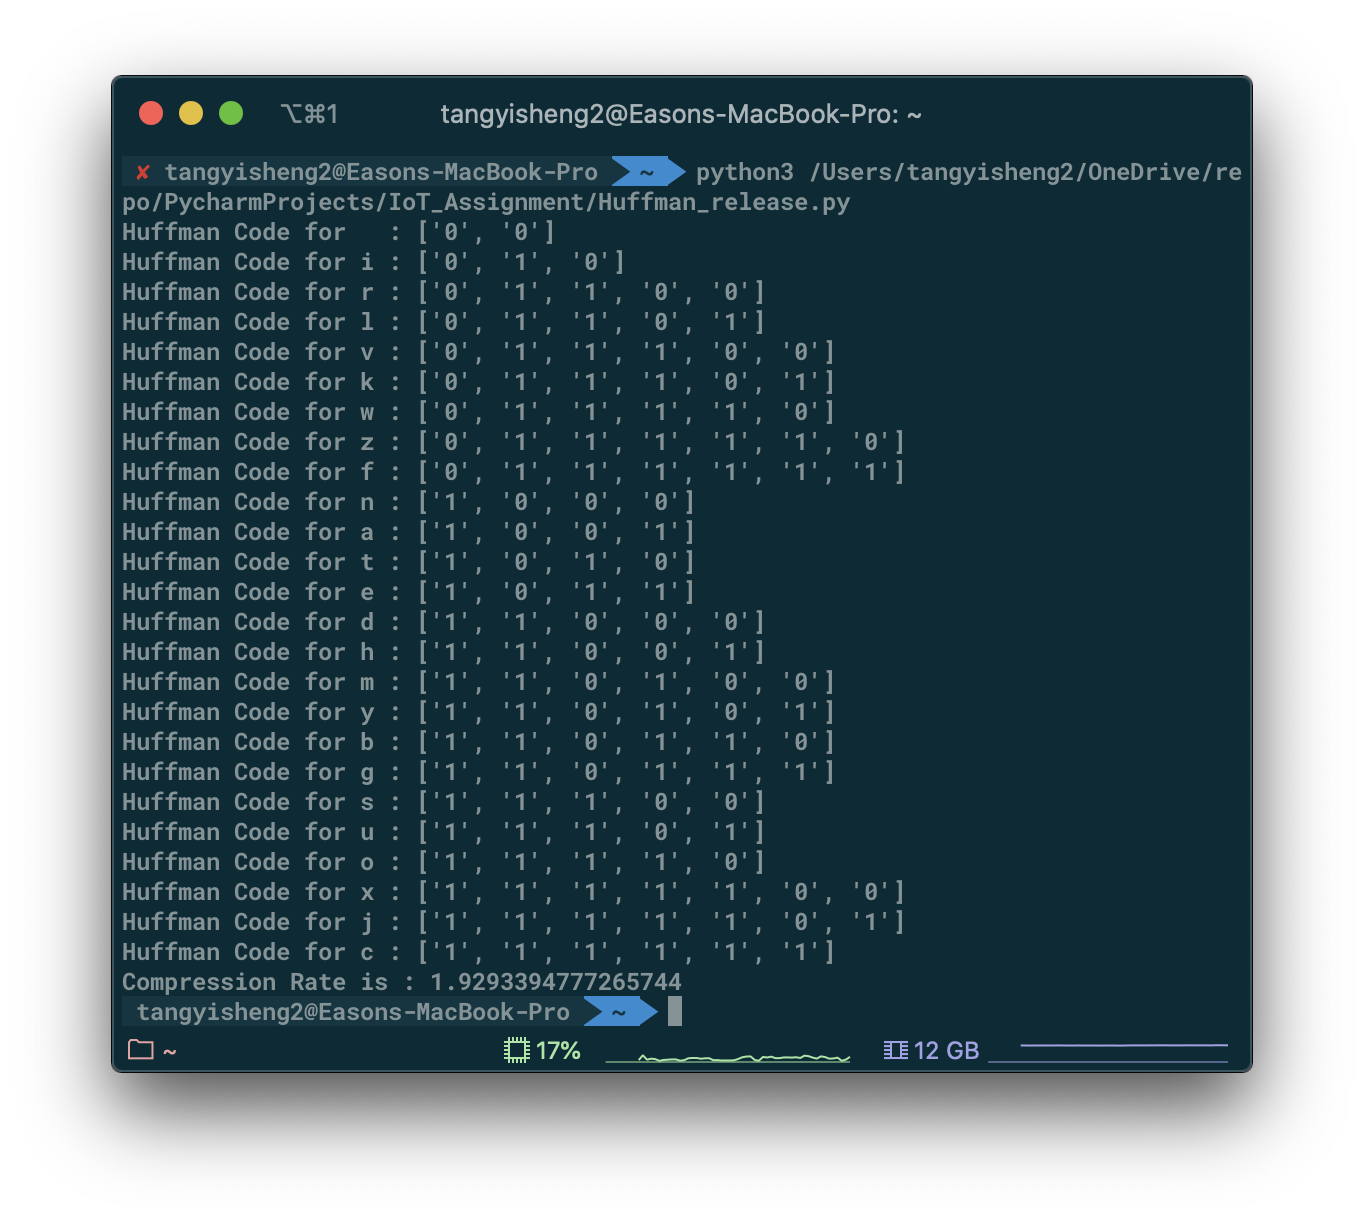 ⌥⌘1 tangyisheng2@Easons-MacBook-Pro: ~
✘ tangyisheng2@Easons-MacBook-Pro ~ python3 /Users/tangyisheng2/OneDrive/re
po/PycharmProjects/IoT_Assignment/Huffman_release.py
Huffman Code for   : ['0', '0']
Huffman Code for i : ['0', '1', '0']
Huffman Code for r : ['0', '1', '1', '0', '0']
Huffman Code for l : ['0', '1', '1', '0', '1']
Huffman Code for v : ['0', '1', '1', '1', '0', '0']
Huffman Code for k : ['0', '1', '1', '1', '0', '1']
Huffman Code for w : ['0', '1', '1', '1', '1', '0']
Huffman Code for z : ['0', '1', '1', '1', '1', '1', '0']
Huffman Code for f : ['0', '1', '1', '1', '1', '1', '1']
Huffman Code for n : ['1', '0', '0', '0']
Huffman Code for a : ['1', '0', '0', '1']
Huffman Code for t : ['1', '0', '1', '0']
Huffman Code for e : ['1', '0', '1', '1']
Huffman Code for d : ['1', '1', '0', '0', '0']
Huffman Code for h : ['1', '1', '0', '0', '1']
Huffman Code for m : ['1', '1', '0', '1', '0', '0']
Huffman Code for y : ['1', '1', '0', '1', '0', '1']
Huffman Code for b : ['1', '1', '0', '1', '1', '0']
Huffman Code for g : ['1', '1', '0', '1', '1', '1']
Huffman Code for s : ['1', '1', '1', '0', '0']
Huffman Code for u : ['1', '1', '1', '0', '1']
Huffman Code for o : ['1', '1', '1', '1', '0']
Huffman Code for x : ['1', '1', '1', '1', '1', '0', '0']
Huffman Code for j : ['1', '1', '1', '1', '1', '0', '1']
Huffman Code for c : ['1', '1', '1', '1', '1', '1']
Compression Rate is : 1.9293394777265744
tangyisheng2@Easons-MacBook-Pro ~
~ 17% 12 GB